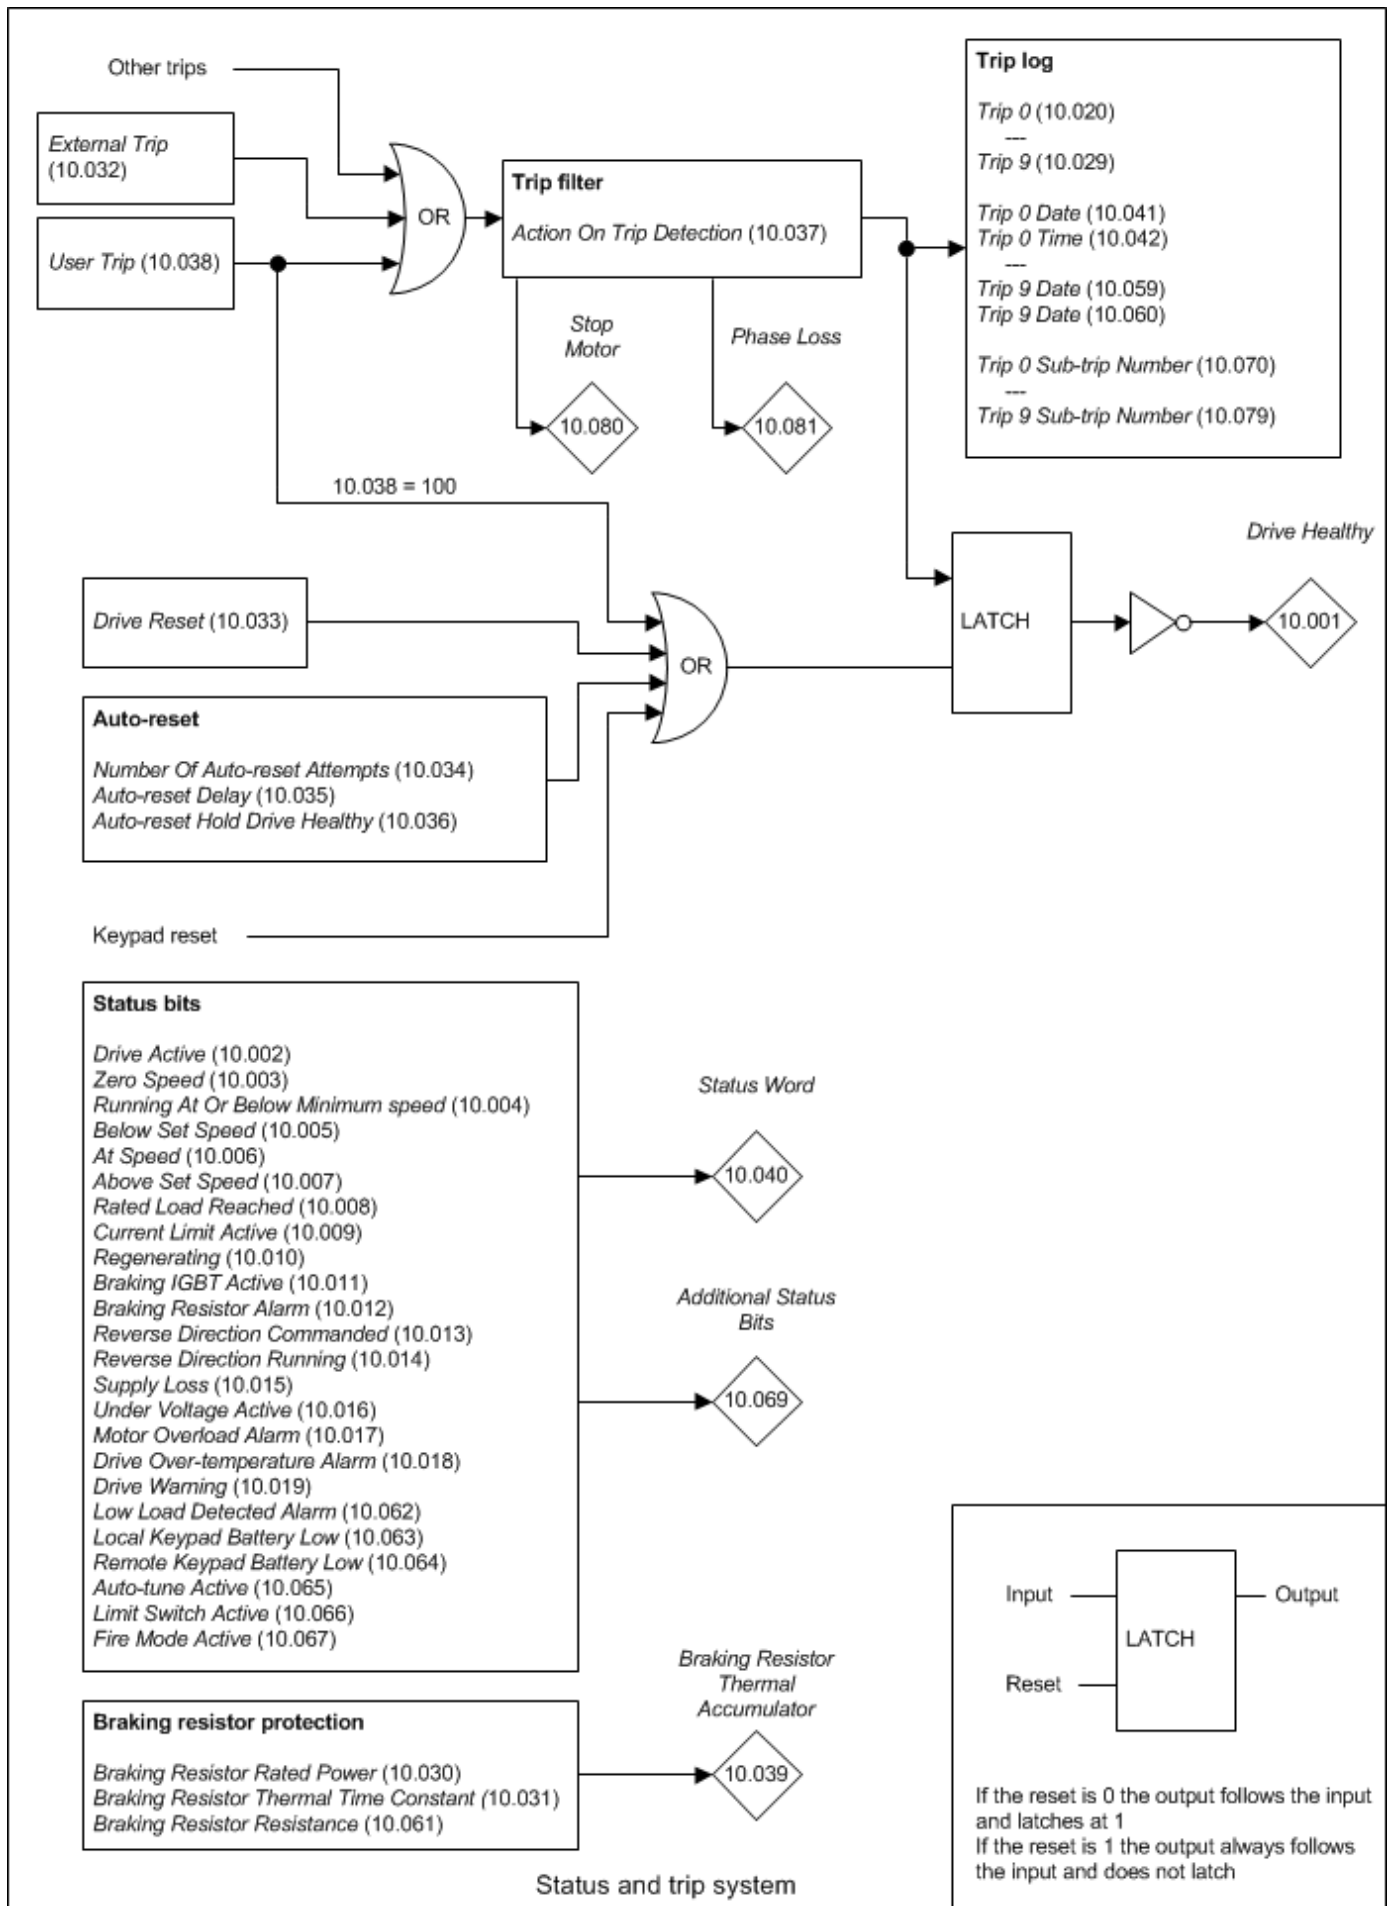 Other trips
External Trip
(10.032)
User Trip (10.038)
OR
Trip filter
Action On Trip Detection (10.037)
Stop
Motor
10.080
Phase Loss
10.081
Trip log
Trip 0 (10.020)
---
Trip 9 (10.029)
Trip 0 Date (10.041)
Trip 0 Time (10.042)
---
Trip 9 Date (10.059)
Trip 9 Date (10.060)
Trip 0 Sub-trip Number (10.070)
---
Trip 9 Sub-trip Number (10.079)
10.038 = 100
Drive Reset (10.033)
Auto-reset
Number Of Auto-reset Attempts (10.034)
Auto-reset Delay (10.035)
Auto-reset Hold Drive Healthy (10.036)
Keypad reset
OR
LATCH
Drive Healthy
10.001
Status bits
Drive Active (10.002)
Zero Speed (10.003)
Running At Or Below Minimum speed (10.004)
Below Set Speed (10.005)
At Speed (10.006)
Above Set Speed (10.007)
Rated Load Reached (10.008)
Current Limit Active (10.009)
Regenerating (10.010)
Braking IGBT Active (10.011)
Braking Resistor Alarm (10.012)
Reverse Direction Commanded (10.013)
Reverse Direction Running (10.014)
Supply Loss (10.015)
Under Voltage Active (10.016)
Motor Overload Alarm (10.017)
Drive Over-temperature Alarm (10.018)
Drive Warning (10.019)
Low Load Detected Alarm (10.062)
Local Keypad Battery Low (10.063)
Remote Keypad Battery Low (10.064)
Auto-tune Active (10.065)
Limit Switch Active (10.066)
Fire Mode Active (10.067)
Status Word
10.040
Additional Status
Bits
10.069
Braking resistor protection
Braking Resistor Rated Power (10.030)
Braking Resistor Thermal Time Constant (10.031)
Braking Resistor Resistance (10.061)
Braking Resistor
Thermal
Accumulator
10.039
Input
Reset
LATCH
Output
If the reset is 0 the output follows the input
and latches at 1
If the reset is 1 the output always follows
the input and does not latch
Status and trip system